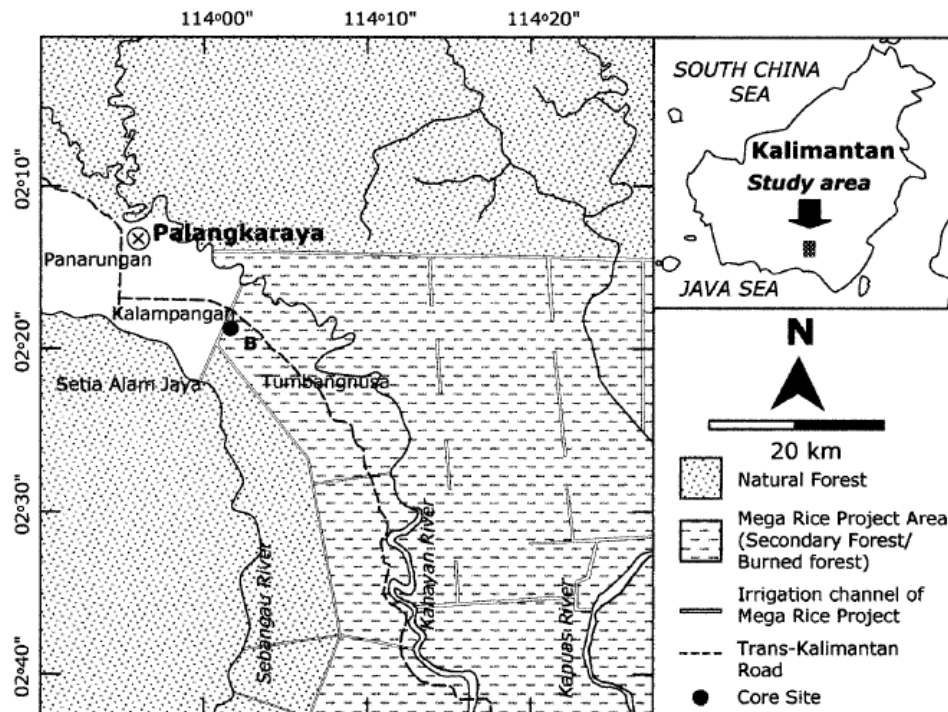 114°00" 114°10" 114°20"
02°10"
02°20"
02°30"
02°40"
Palangkaraya
Panarungan
Kalampangan
B
Setia Alam Jaya
Tumbangnusa
Sebangau River
Kahayan River
Kapuas River
SOUTH CHINA
SEA
Kalimantan
Study area
JAVA SEA
N
20 km
Natural Forest
Mega Rice Project Area
(Secondary Forest/
Burned forest)
Irrigation channel of
Mega Rice Project
Trans-Kalimantan
Road
Core Site